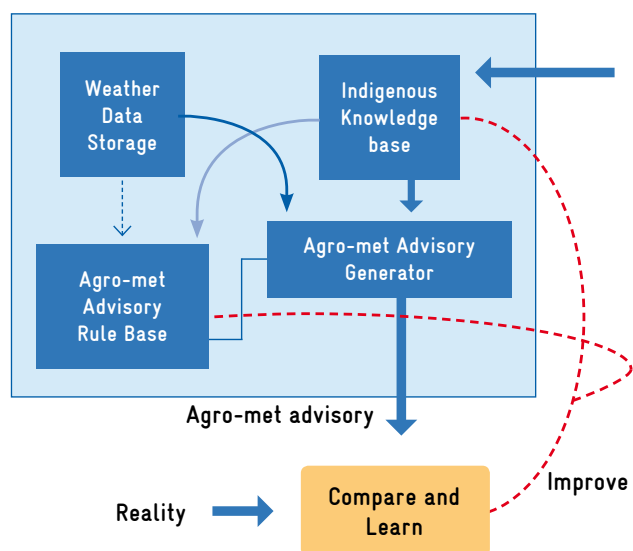 Weather
Data
Storage
Indigenous
Knowledge
base
Agro-met Advisory
Generator
Agro-met
Advisory
Rule Base
Agro-met advisory
Reality
Compare and
Learn
Improve